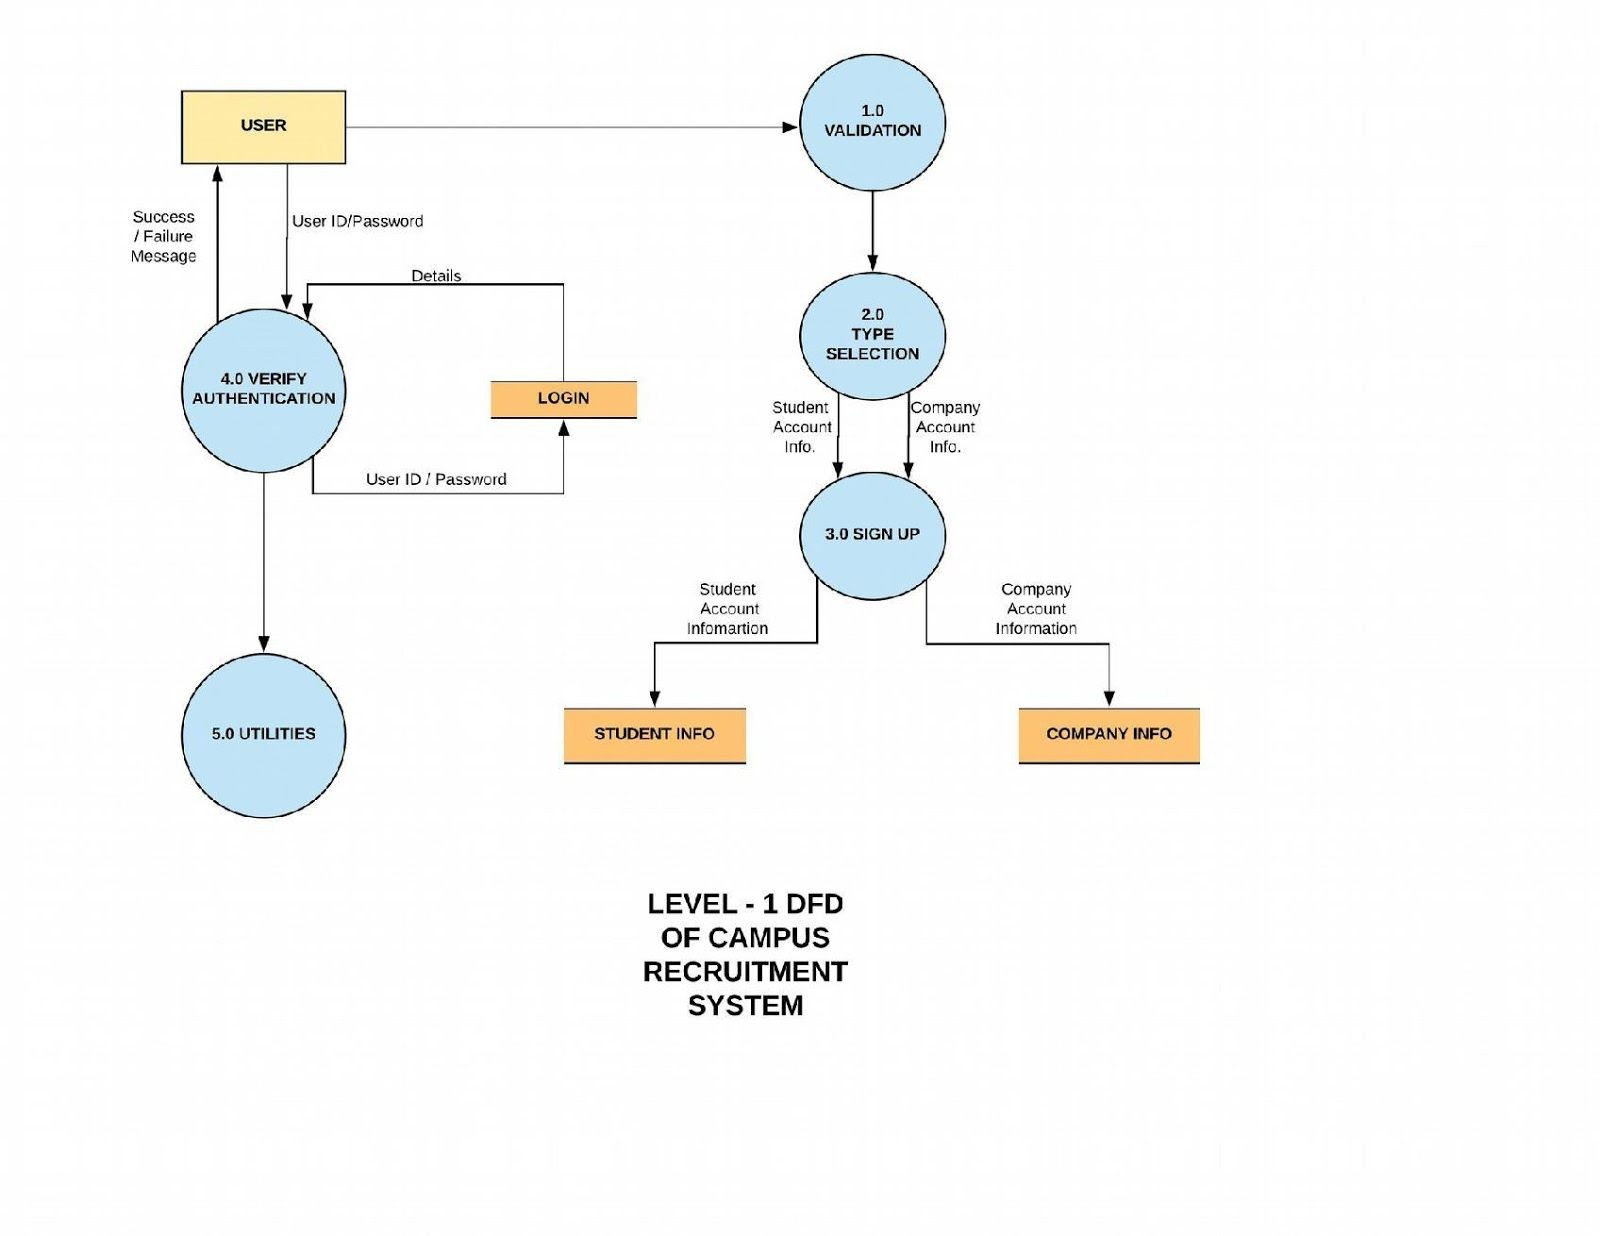 USER
1.0
VALIDATION
Success
/ Failure
Message
User ID/Password
Details
2.0
TYPE
SELECTION
4.0 VERIFY
AUTHENTICATION
LOGIN
Student
Account
Info.
Company
Account
Info.
User ID / Password
3.0 SIGN UP
Student
Account
Infomartion
Company
Account
Information
5.0 UTILITIES
STUDENT INFO
COMPANY INFO
LEVEL - 1 DFD
OF CAMPUS
RECRUITMENT
SYSTEM